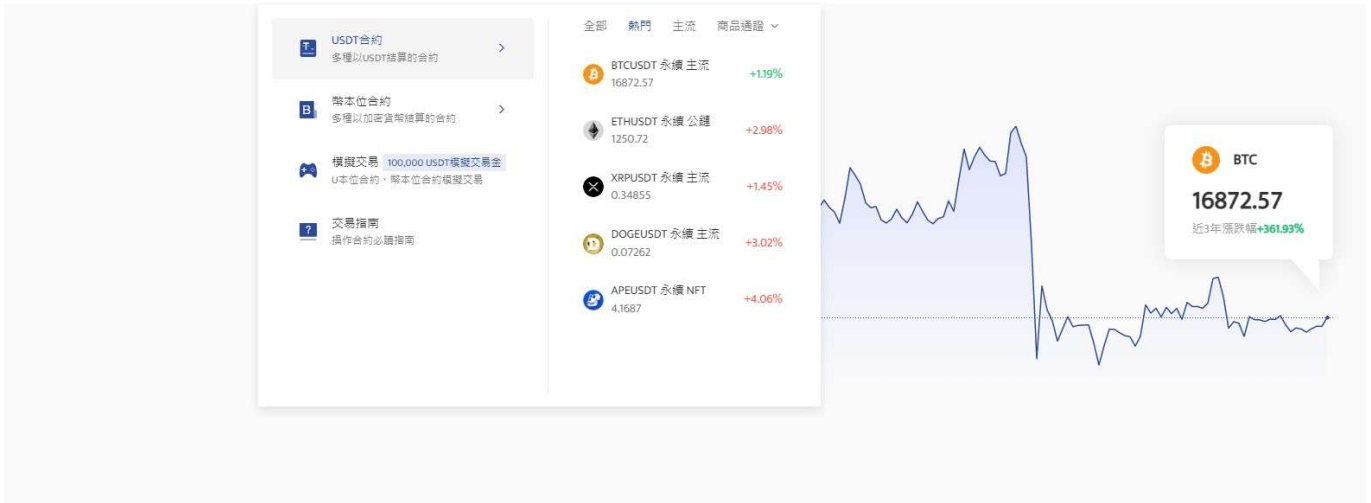 USDT合約
多種以USDT結算的合約
幣本位合約
多種以加密貨幣結算的合約
模擬交易 100,000 USDT模擬交易金
U本位合約、幣本位合約模擬交易
交易指南
操作合約必讀指南
全部 熱門 主流 商品通證
BTCUSDT 永續 主流
16872.57
+1.19%
ETHUSDT 永續 公鏈
1250.72
+2.98%
XRPUSDT 永續 主流
0.34855
+1.45%
DOGEUSDT 永續 主流
0.07262
+3.02%
APEUSDT 永續 NFT
4.1687
+4.06%
BTC
16872.57
近3年漲跌幅+361.93%